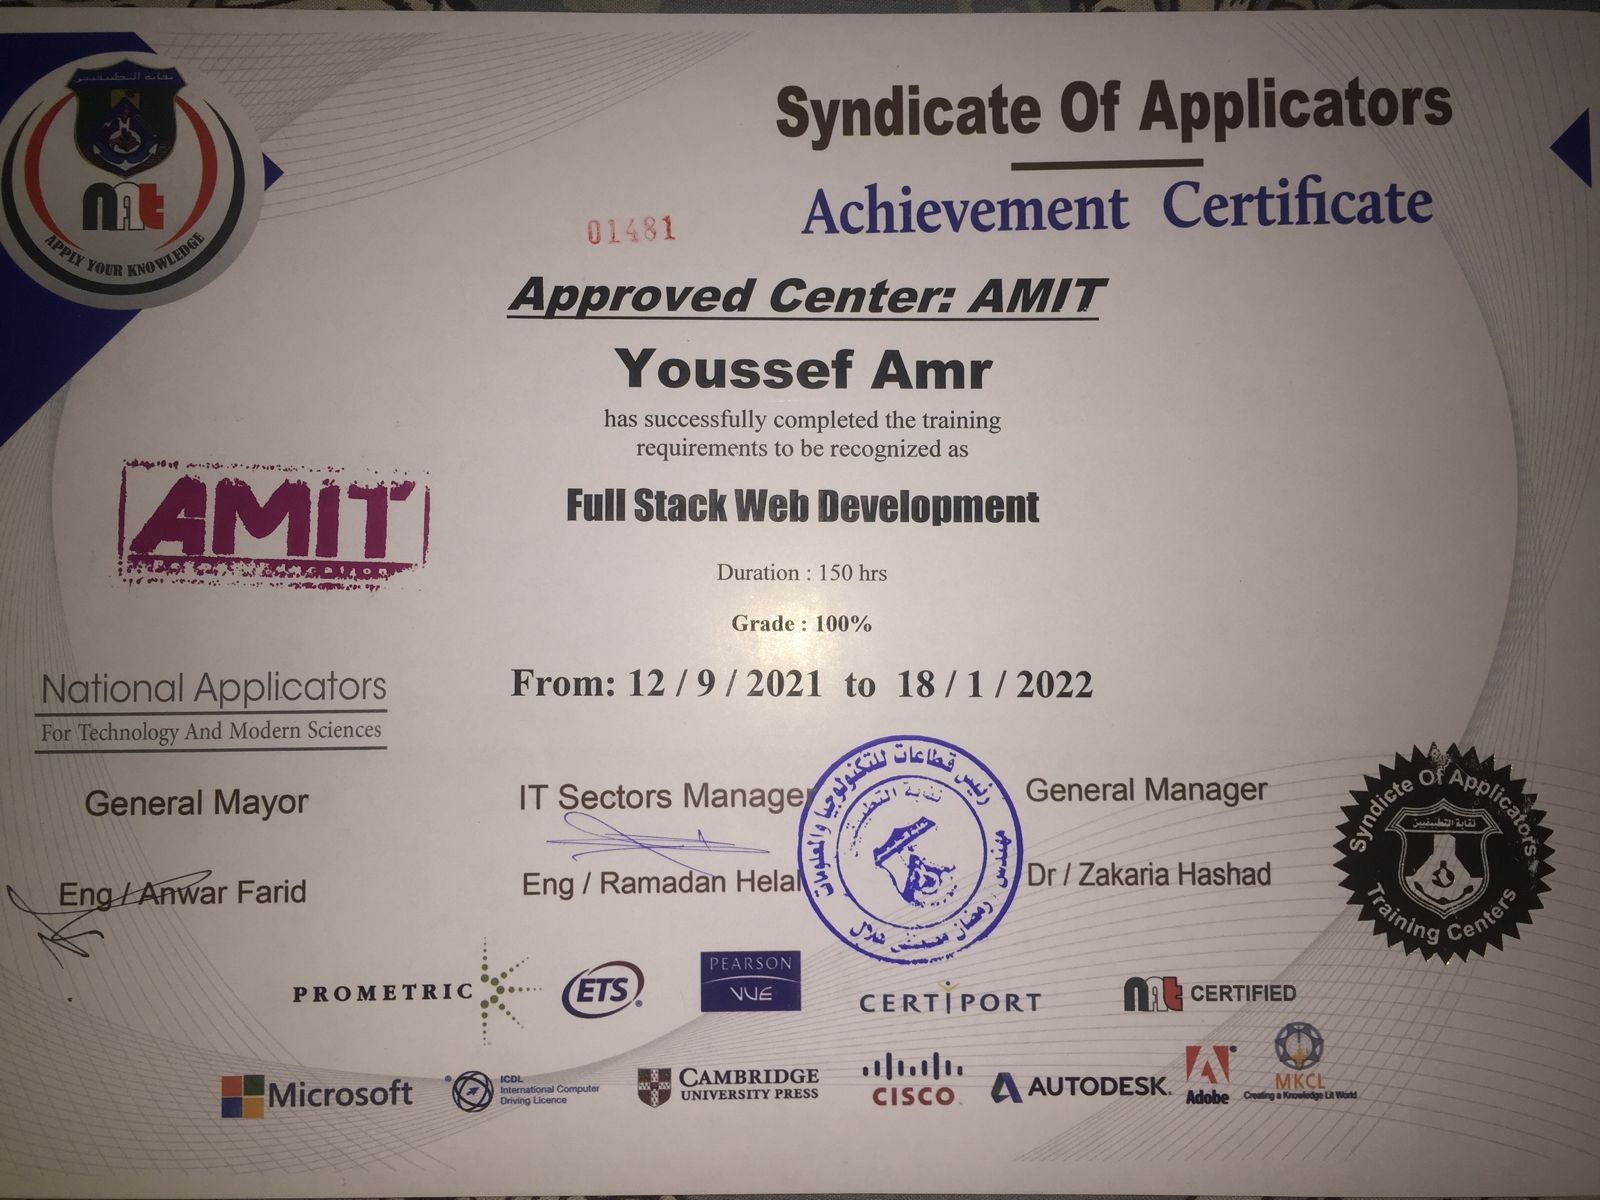 نقابة التطبيقيين
nAt
APPLY YOUR KNOWLEDGE
Syndicate Of Applicators
Achievement Certificate
01481
Approved Center: AMIT
Youssef Amr
has successfully completed the training
requirements to be recognized as
AMIT
Full Stack Web Development
Duration : 150 hrs
Grade : 100%
National Applicators
For Technology And Modern Sciences
From: 12 / 9 / 2021 to 18 / 1 / 2022
General Mayor
IT Sectors Manager
General Manager
Eng / Anwar Farid
Eng / Ramadan Helal
Dr / Zakaria Hashad
رئيس قطاعات للتكنولوجيا والمعلومات
نقابة التطبيقيين
مهندس رمضان
هلال
Syndicte Of Applicators
نقابة التطبيقيين
Training Centers
PROMETRIC
ETS
PEARSON
VUE
CERTIPORT
nAt CERTIFIED
Microsoft
ICDL
International Computer
Driving Licence
CAMBRIDGE
UNIVERSITY PRESS
CISCO
AUTODESK
Adobe
MKCL
Creating a Knowledge Lit World